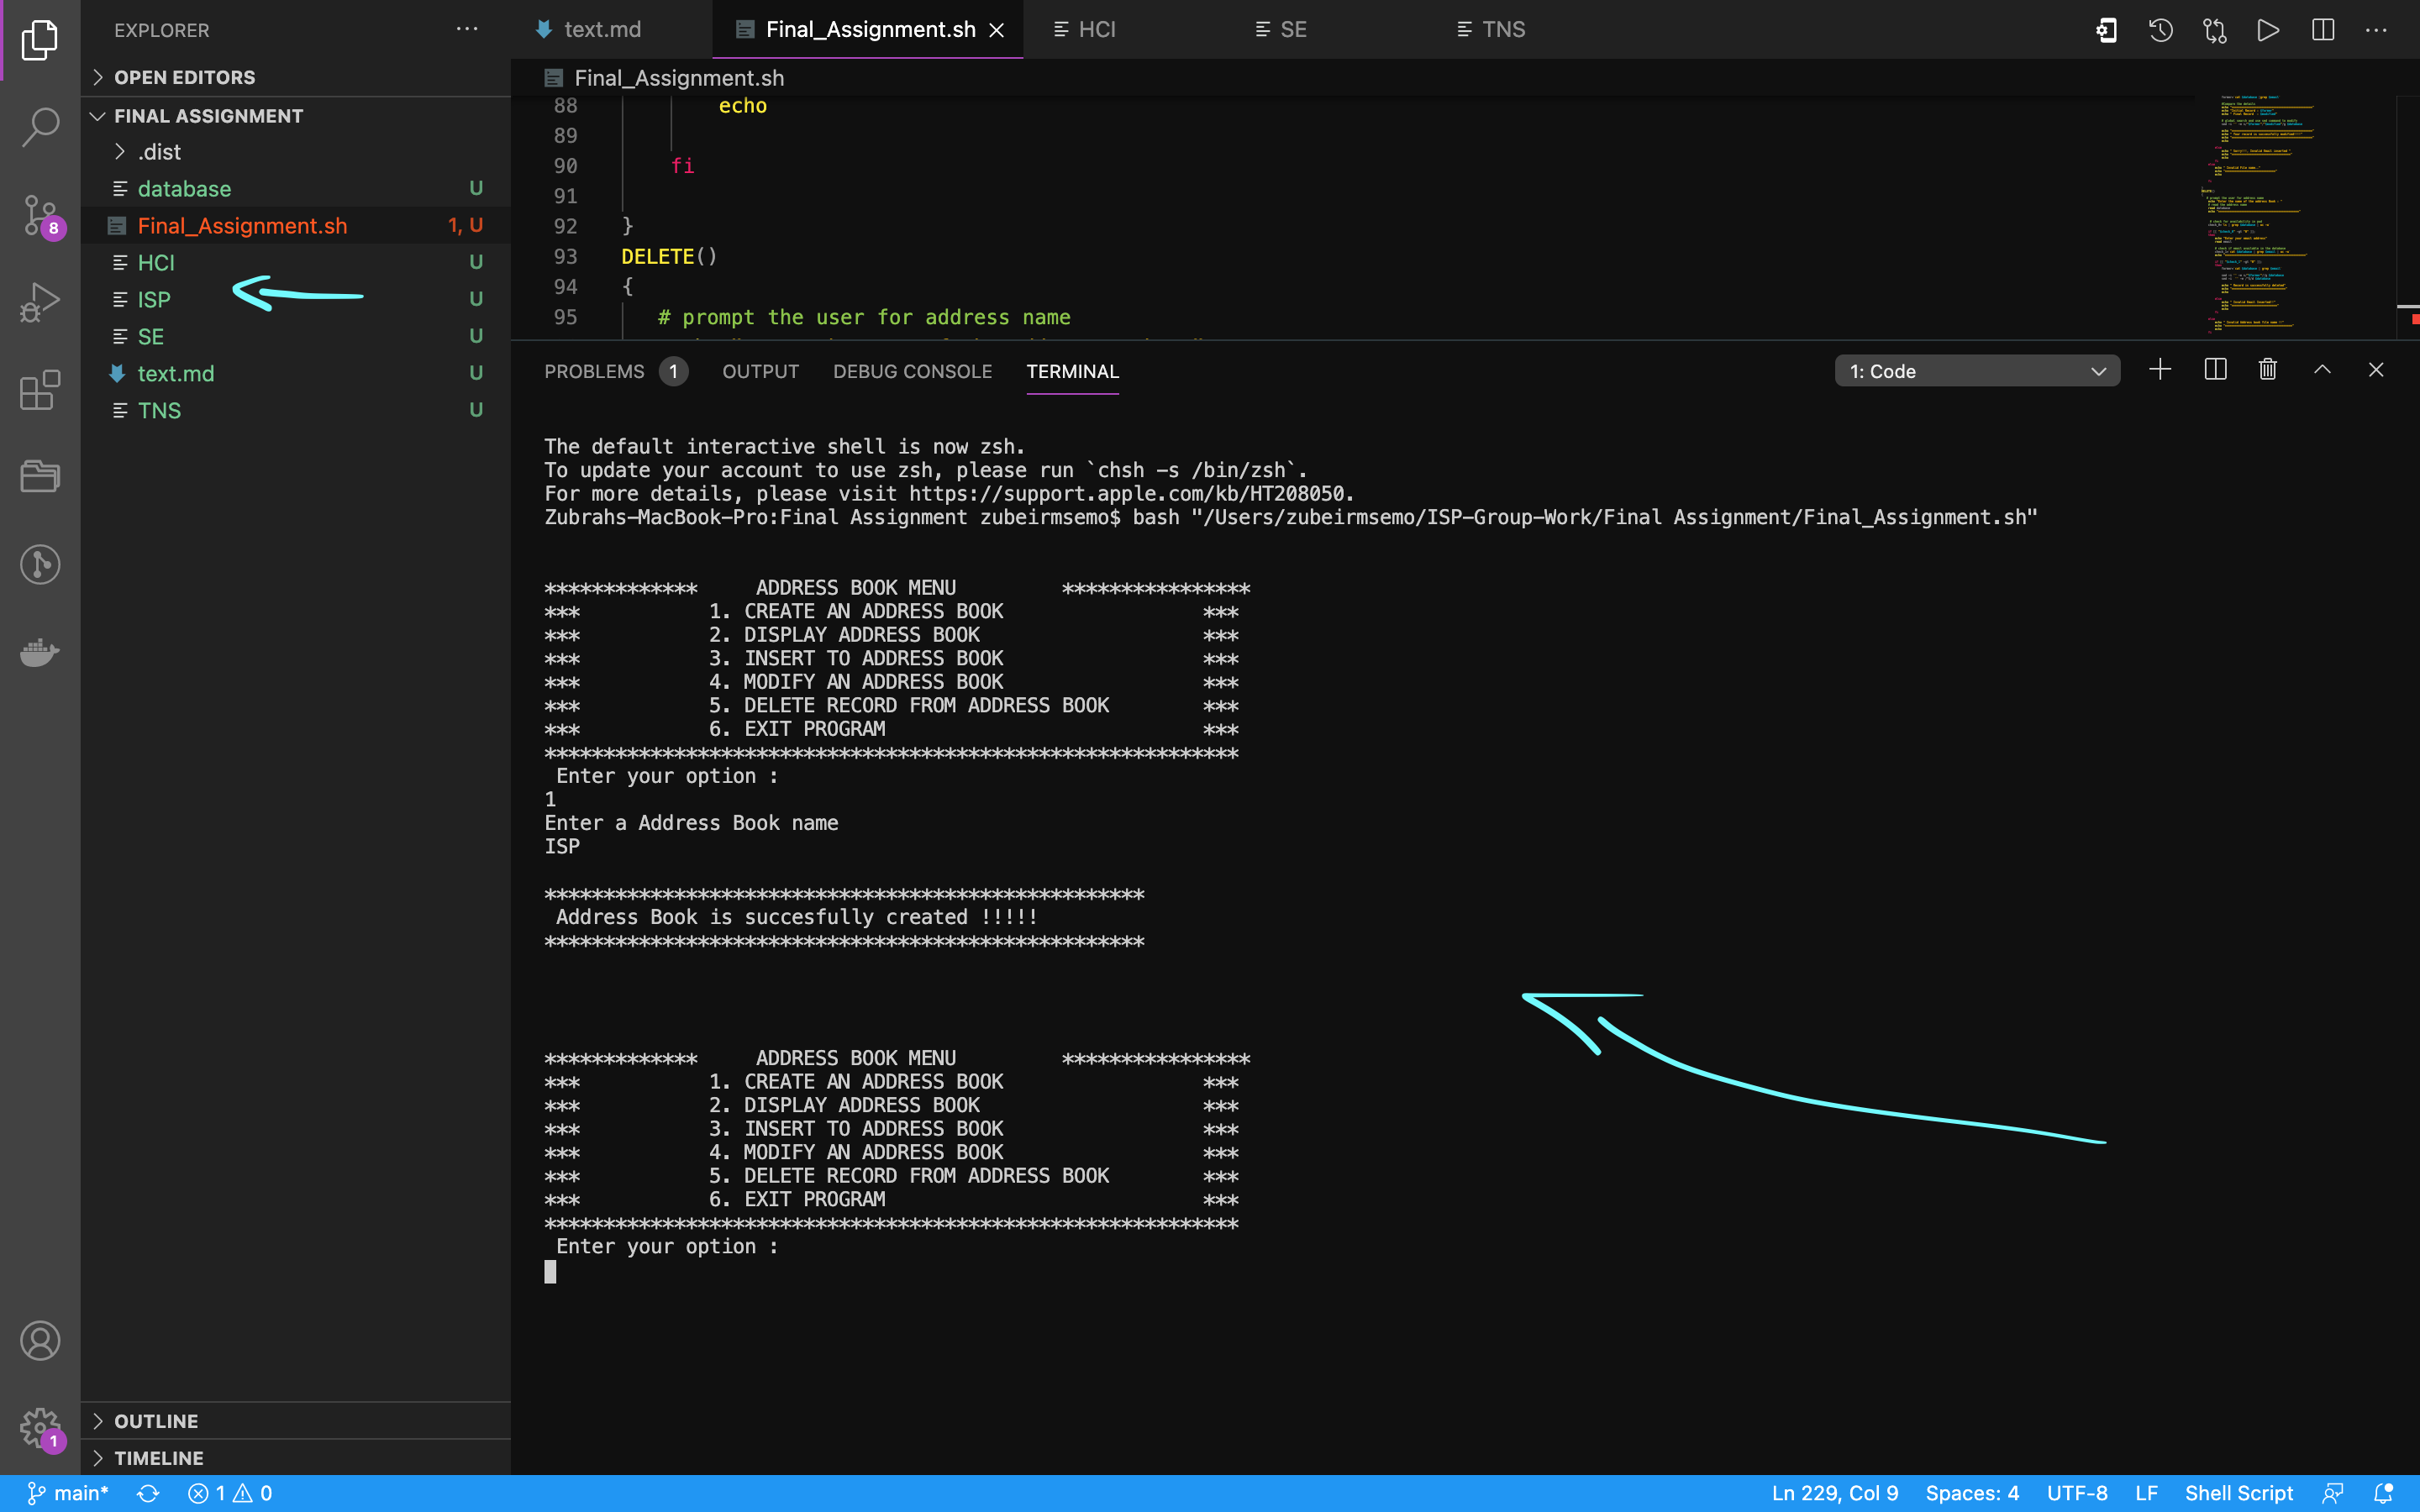 EXPLORER
text.md
Final_Assignment.sh
HCI
SE
TNS
OPEN EDITORS
FINAL ASSIGNMENT
.dist
database U
Final_Assignment.sh 1, U
HCI U
ISP U
SE U
text.md U
TNS U
Final_Assignment.sh
88 echo
89
90 fi
91
92 }
93 DELETE()
94 {
95 # prompt the user for address name
PROBLEMS 1 OUTPUT DEBUG CONSOLE TERMINAL
1: Code
The default interactive shell is now zsh.
To update your account to use zsh, please run `chsh -s /bin/zsh`.
For more details, please visit https://support.apple.com/kb/HT208050.
Zubrahs-MacBook-Pro:Final Assignment zubeirmsemo$ bash "/Users/zubeirmsemo/ISP-Group-Work/Final Assignment/Final_Assignment.sh"
************* ADDRESS BOOK MENU ****************
*** 1. CREATE AN ADDRESS BOOK ***
*** 2. DISPLAY ADDRESS BOOK ***
*** 3. INSERT TO ADDRESS BOOK ***
*** 4. MODIFY AN ADDRESS BOOK ***
*** 5. DELETE RECORD FROM ADDRESS BOOK ***
*** 6. EXIT PROGRAM ***
***********************************************************
Enter your option :
1
Enter a Address Book name
ISP
***************************************************
Address Book is succesfully created !!!!!
***************************************************
************* ADDRESS BOOK MENU ****************
*** 1. CREATE AN ADDRESS BOOK ***
*** 2. DISPLAY ADDRESS BOOK ***
*** 3. INSERT TO ADDRESS BOOK ***
*** 4. MODIFY AN ADDRESS BOOK ***
*** 5. DELETE RECORD FROM ADDRESS BOOK ***
*** 6. EXIT PROGRAM ***
***********************************************************
Enter your option :
8
1
OUTLINE
TIMELINE
main* 1 0
Ln 229, Col 9 Spaces: 4 UTF-8 LF Shell Script